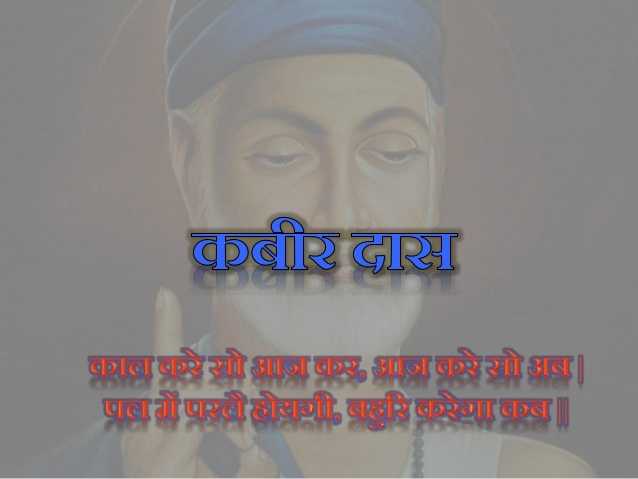 कबीर दास
काल करे सो आज कर, आज करे सो अब |
पल में परलै होयगी, बहुरि करेगा कब ||